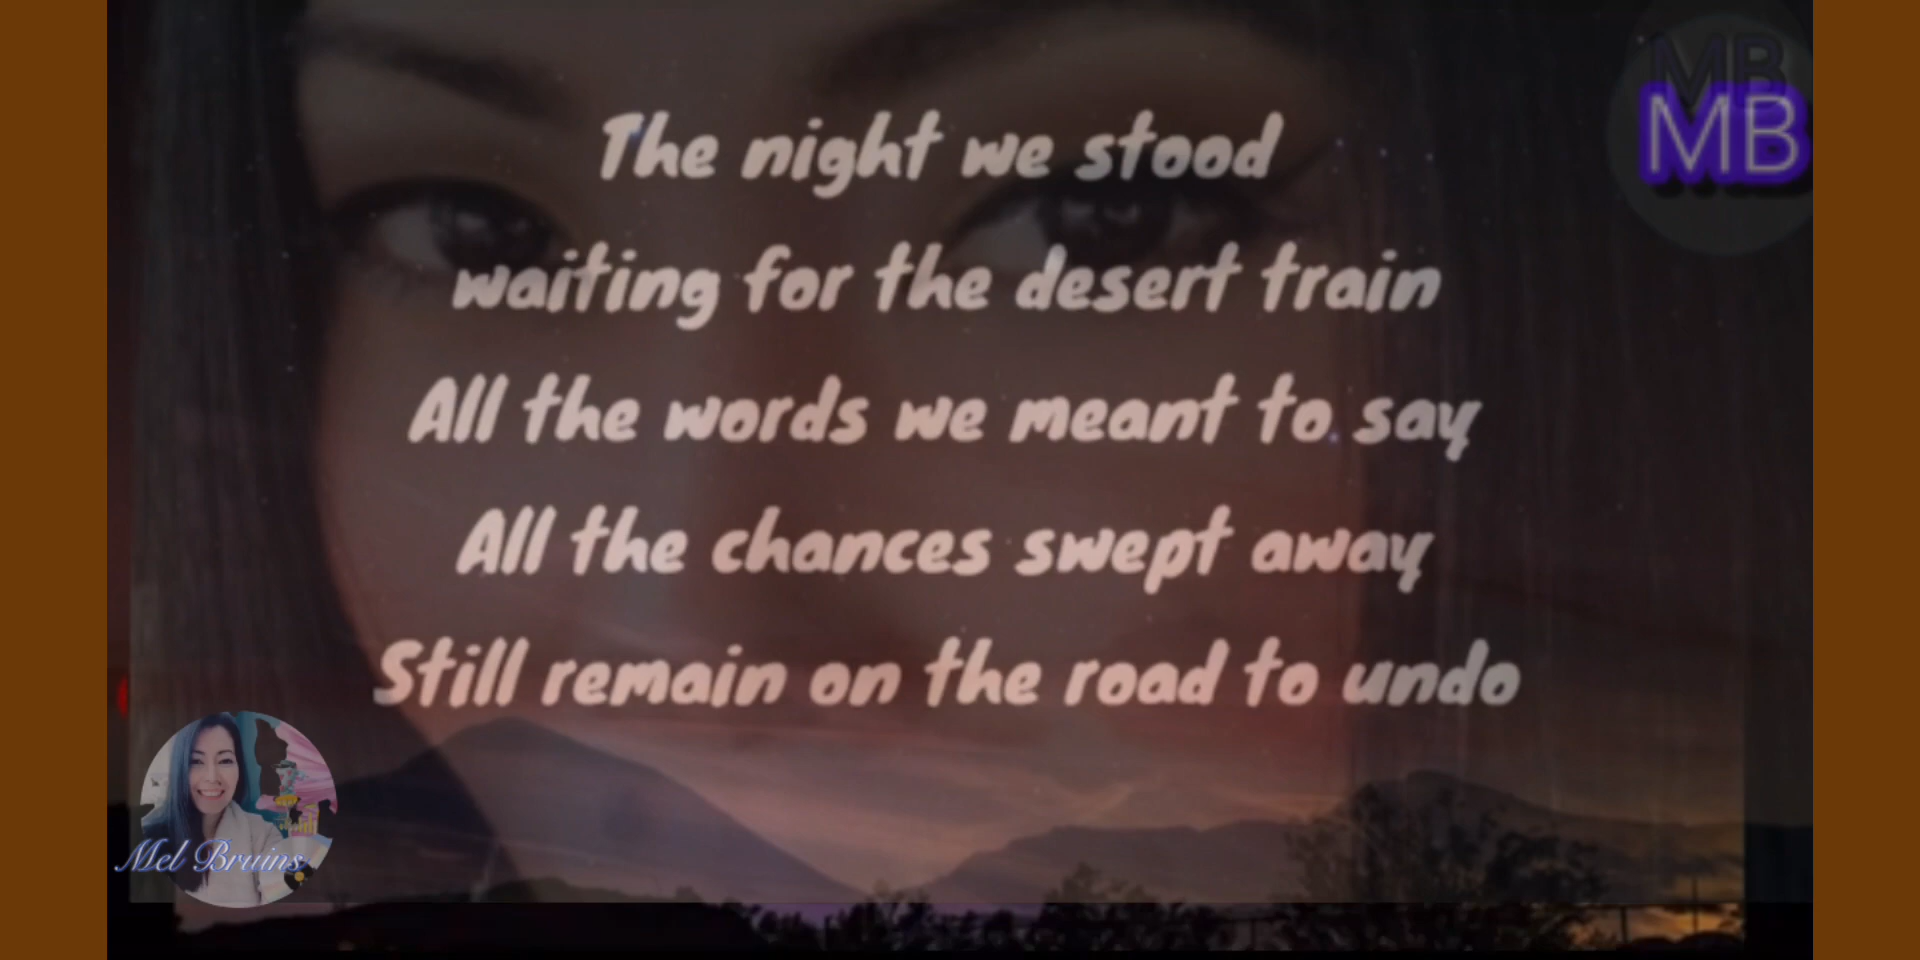 MB
MB
The night we stood
waiting for the desert train
All the words we meant to say
All the chances swept away
Still remain on the road to undo
Mel Bruins